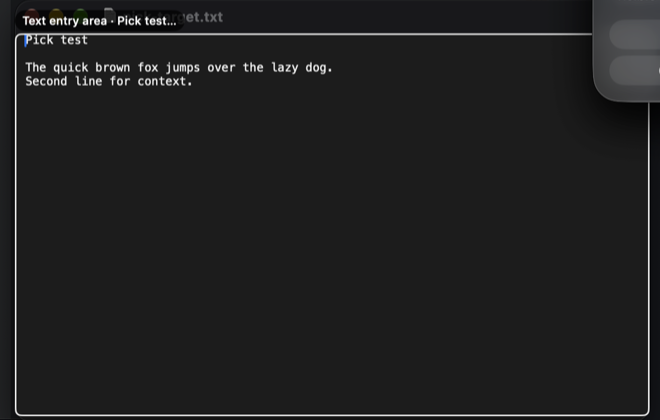 Text entry area · Pick test...
et.txt
Pick test
The quick brown fox jumps over the lazy dog.
Second line for context.